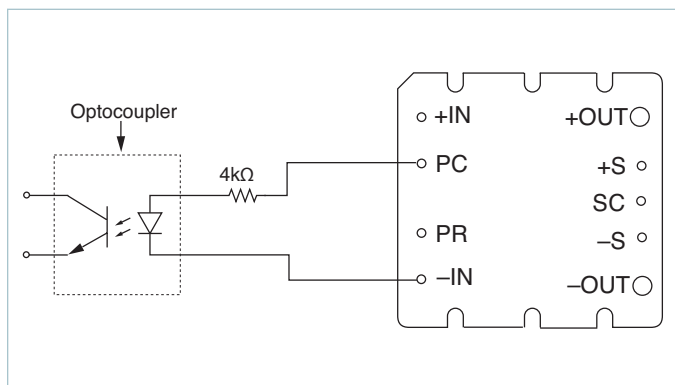 Optocoupler
4kΩ
+IN
PC
PR
–IN
+OUT
+S
SC
–S
–OUT